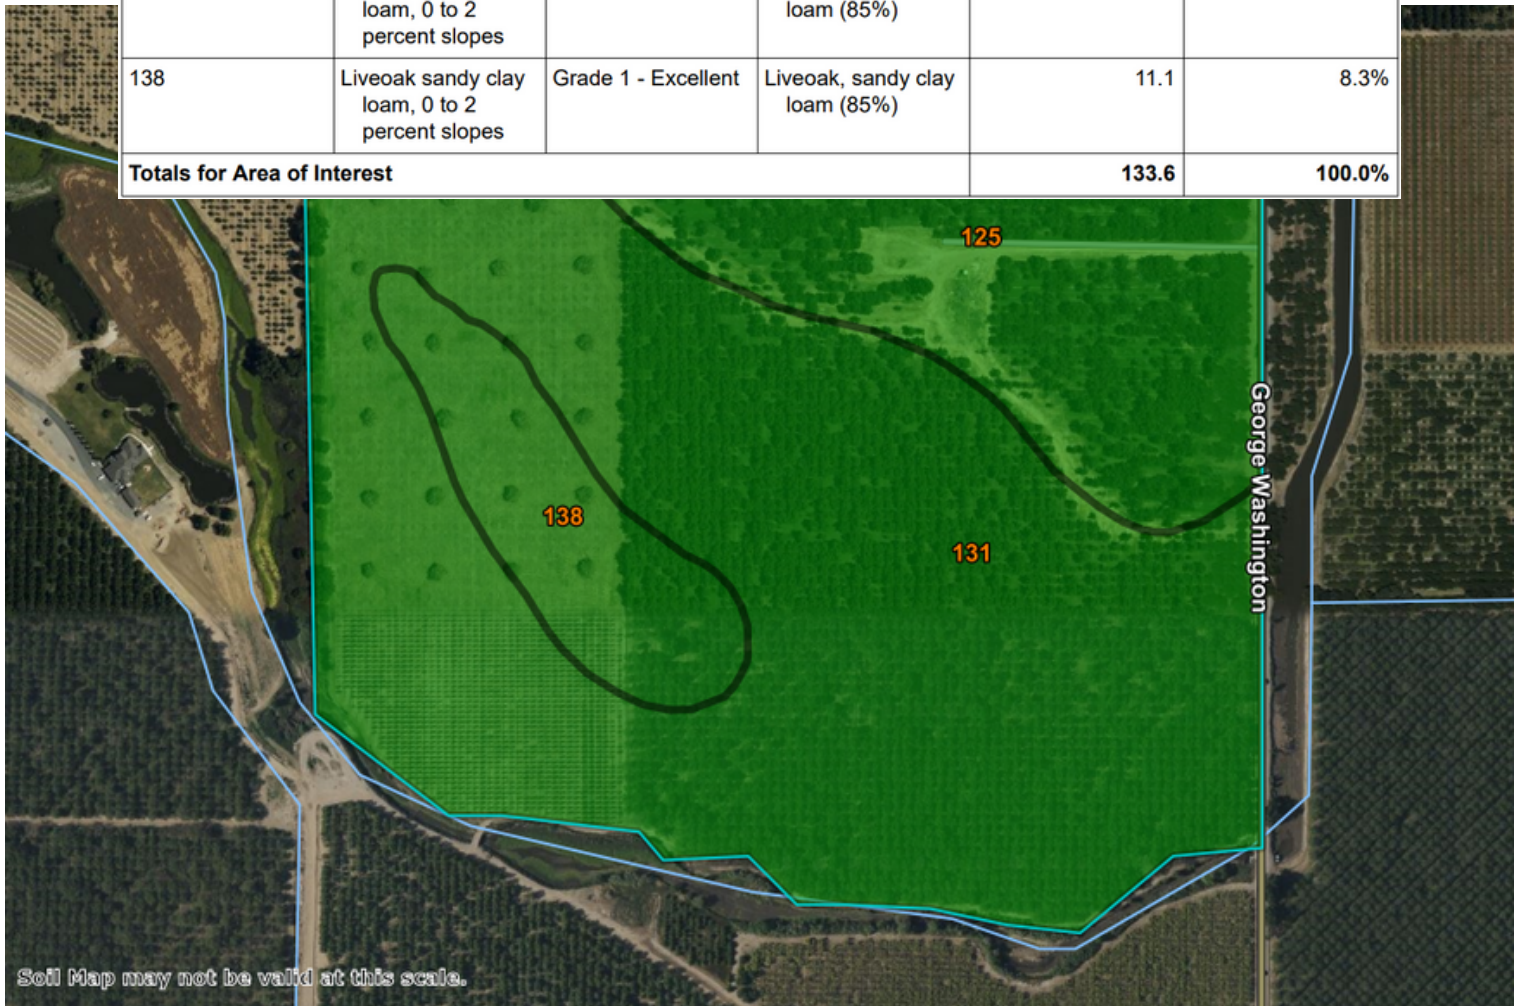 loam, 0 to 2
percent slopes
loam (85%)
138
Liveoak sandy clay
loam, 0 to 2
percent slopes
Grade 1 - Excellent
Liveoak, sandy clay
loam (85%)
11.1
8.3%
Totals for Area of Interest
133.6
100.0%
125
138
131
George Washington
Soil Map may not be valid at this scale.